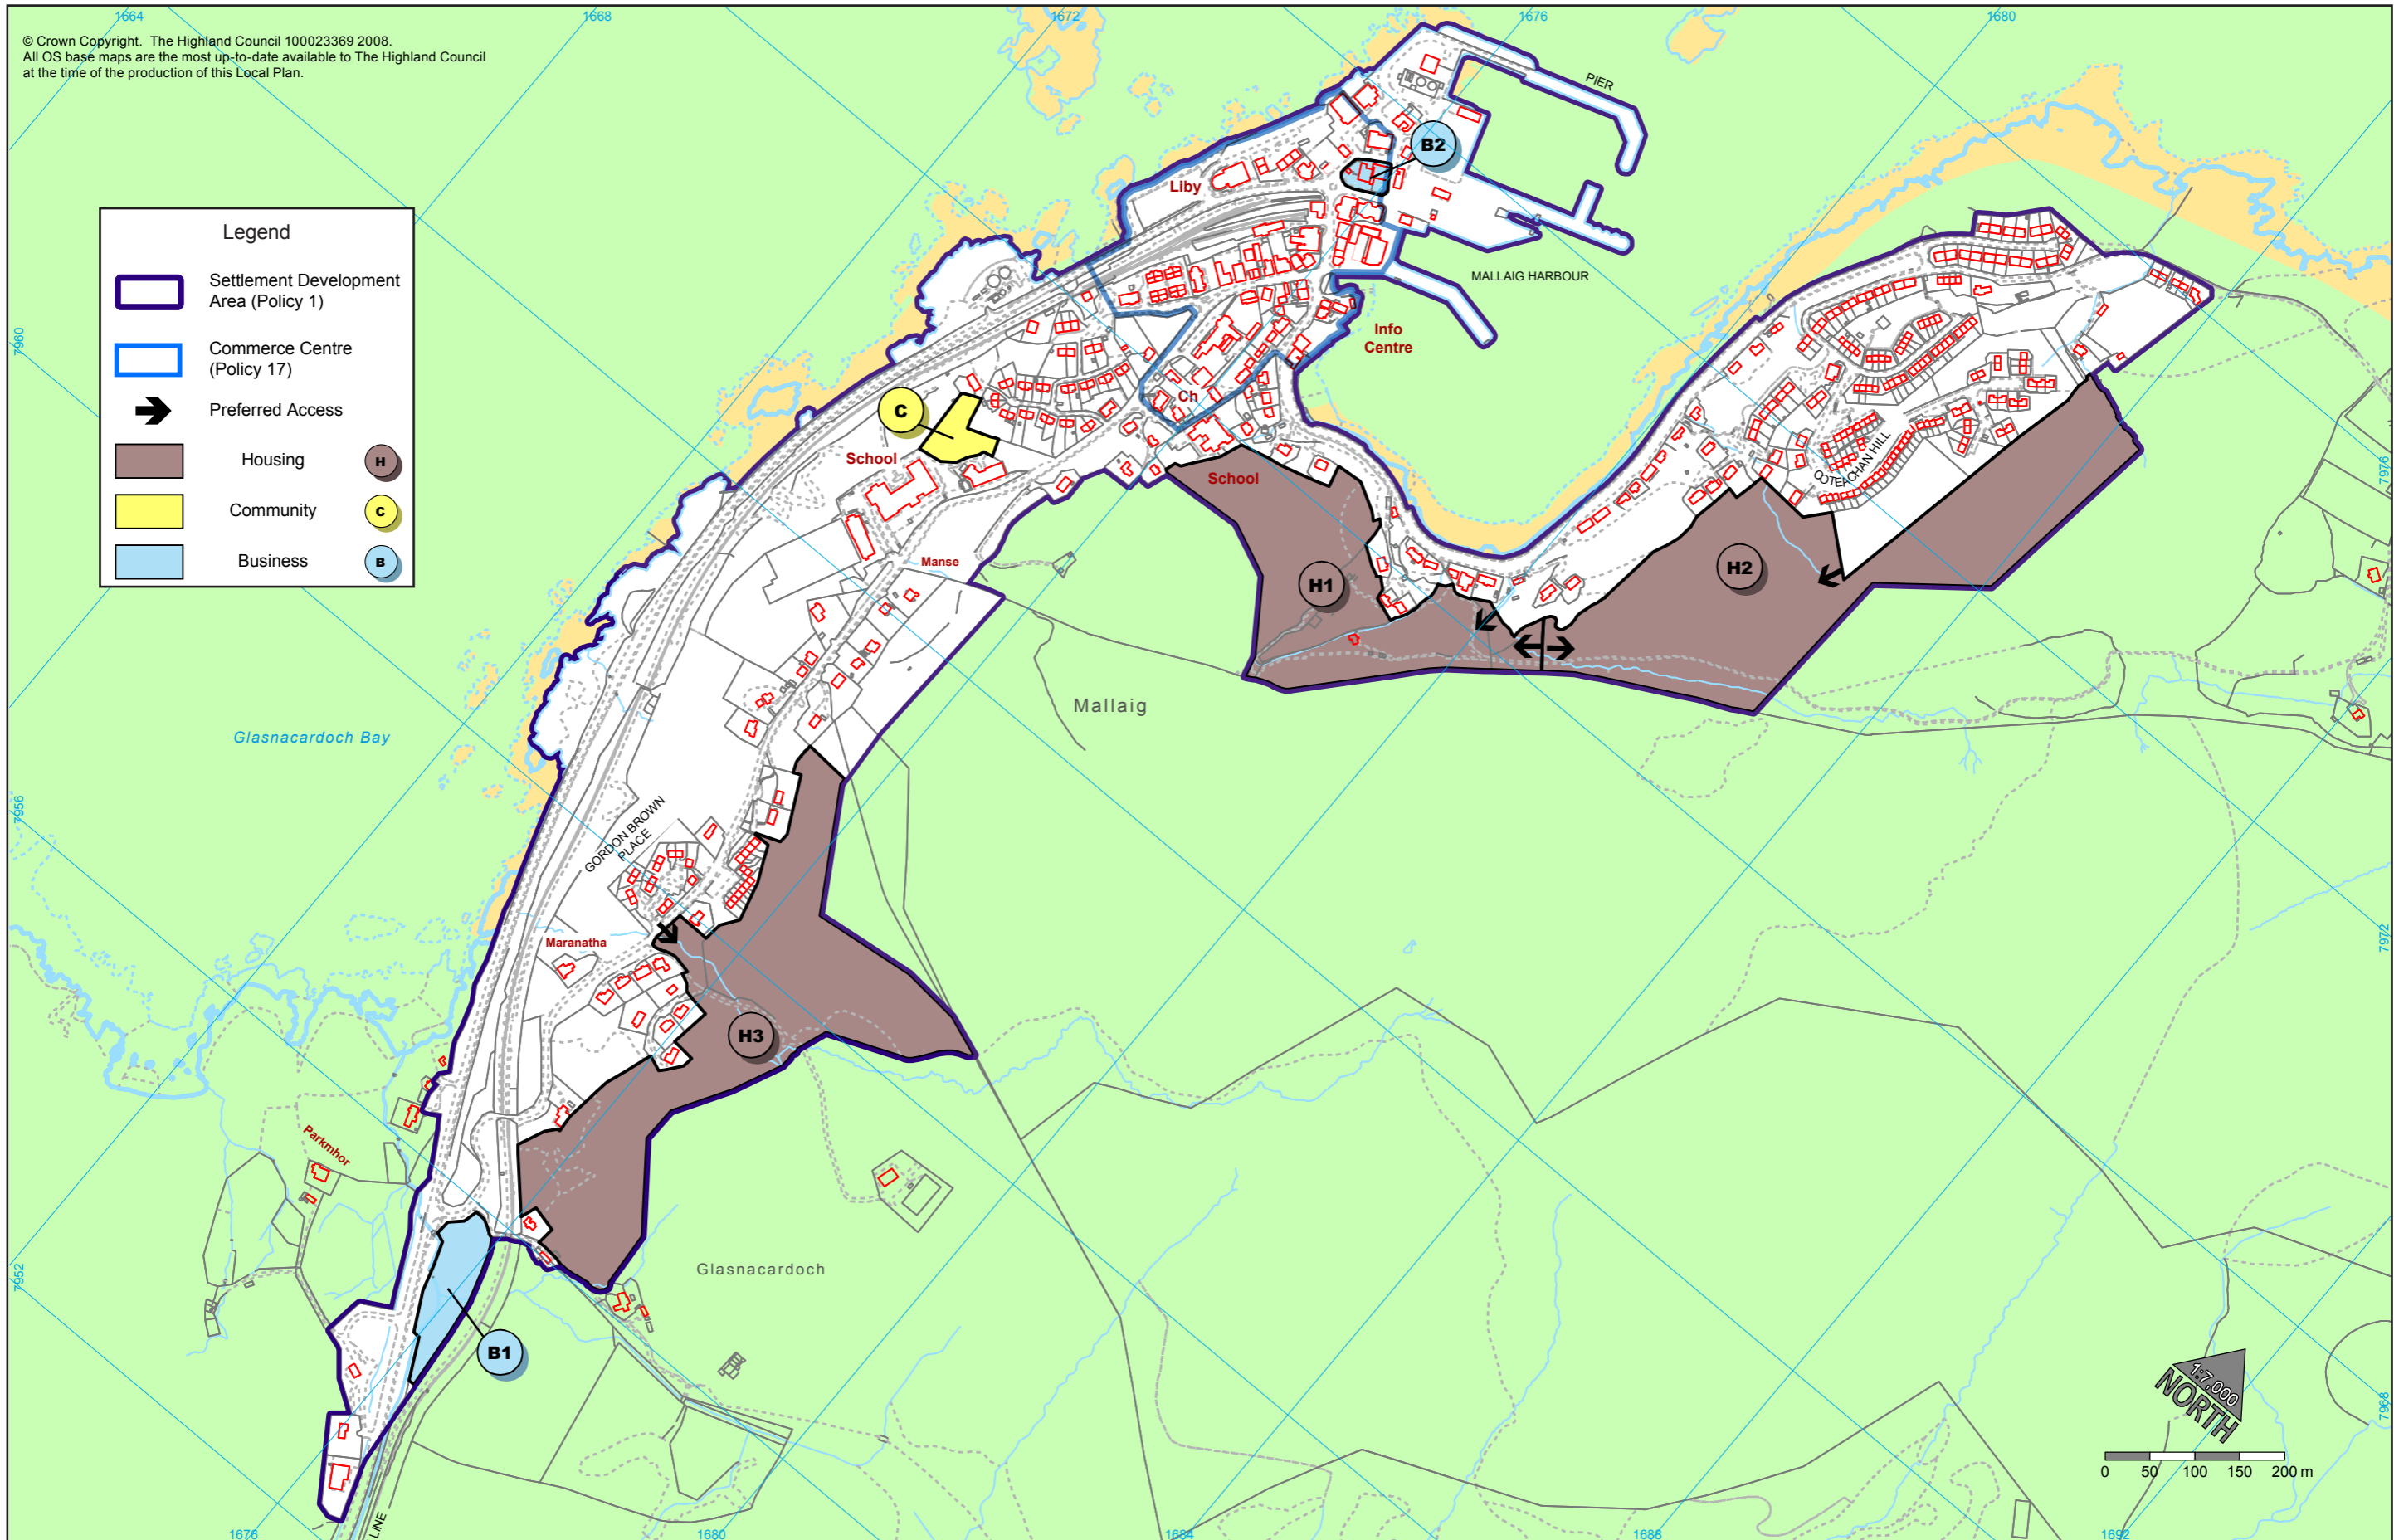 1664
1668
1672
1676
1680
© Crown Copyright. The Highland Council 100023369 2008.
All OS base maps are the most up-to-date available to The Highland Council
at the time of the production of this Local Plan.
PIER
B2
Liby
Legend
Settlement Development
Area (Policy 1)
Commerce Centre
(Policy 17)
Preferred Access
Housing
H
Community
C
Business
B
MALLAIG HARBOUR
Info
Centre
7960
Ch
C
School
School
COTEACHAN HILL
7976
Manse
H1
H2
Mallaig
Glasnacardoch Bay
7956
GORDON BROWN
PLACE
Maranatha
7972
H3
Parkmhor
Glasnacardoch
7952
B1
1:7,000
NORTH
7968
0 50 100 150 200 m
LINE
1676
1680
1684
1688
1692